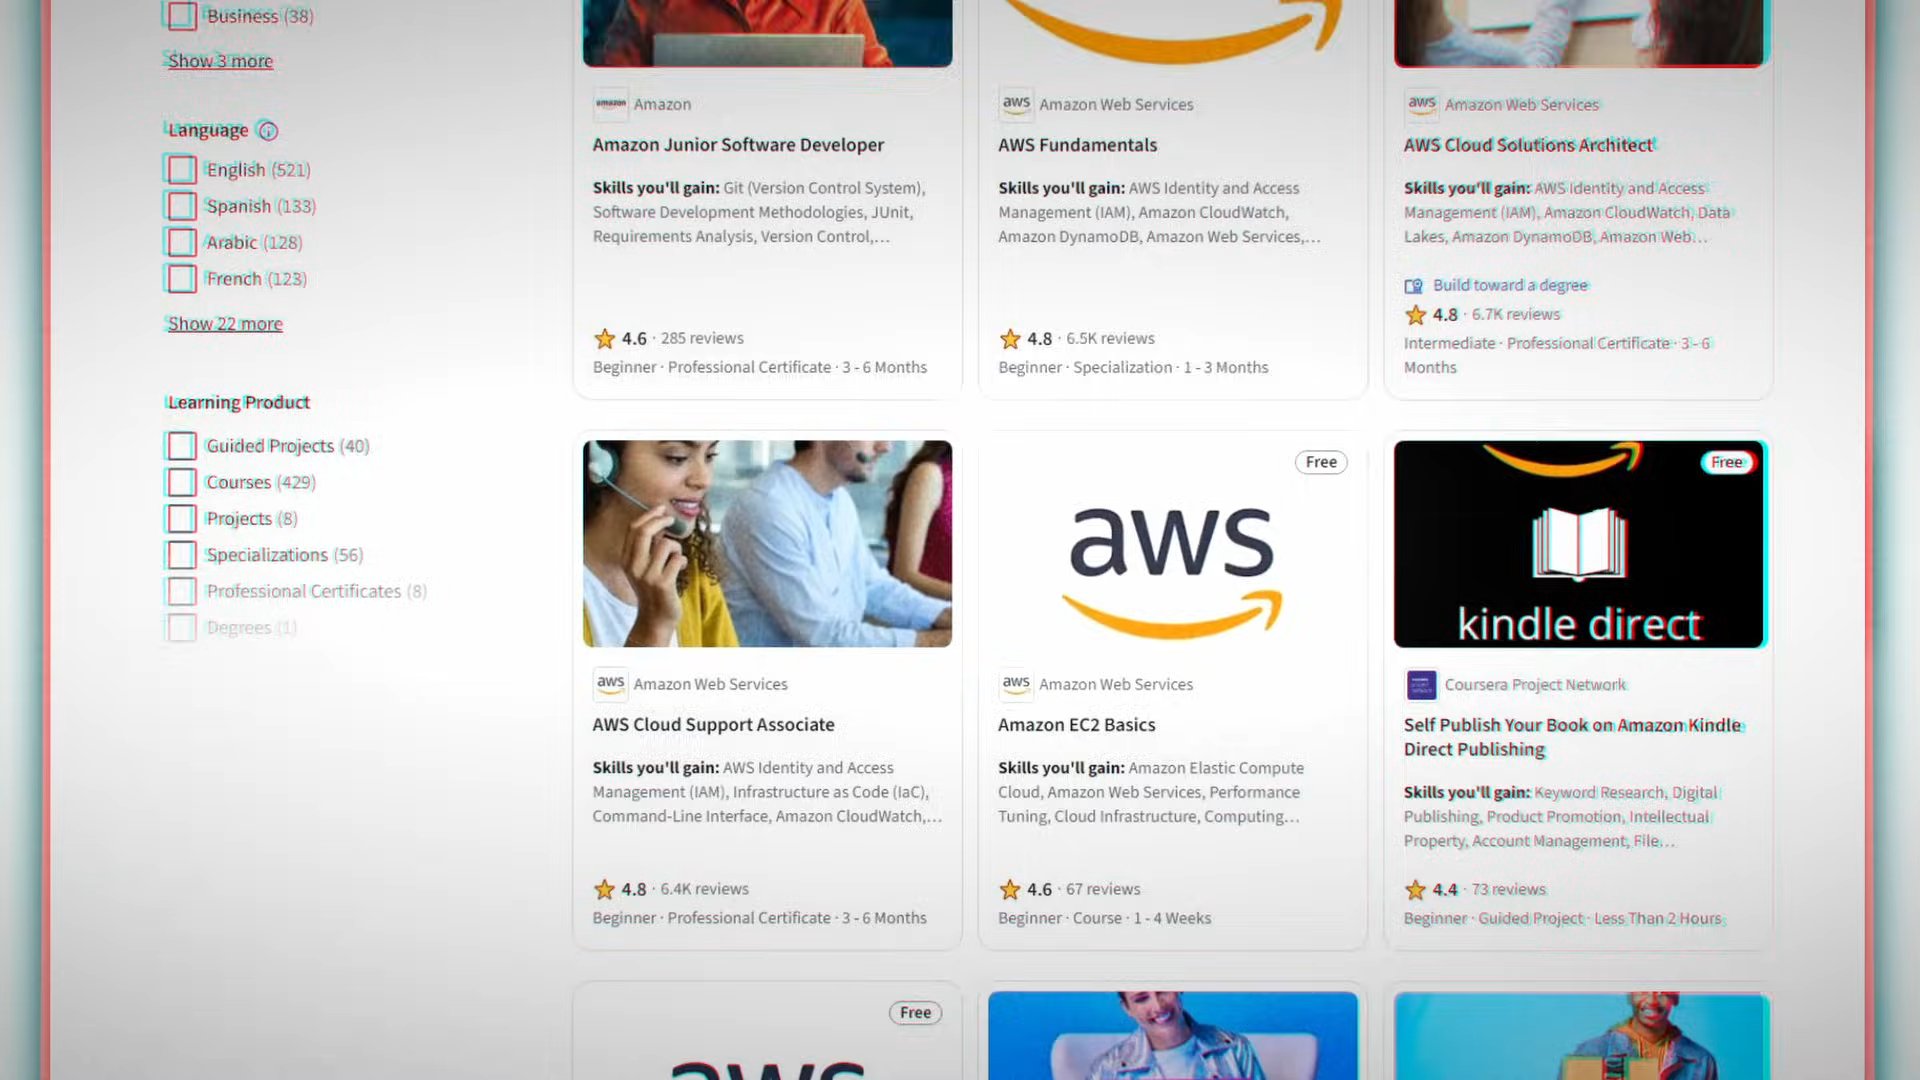 Business (38)
Show 3 more
Language
English (521)
Spanish (133)
Arabic (128)
French (123)
Show 22 more
Learning Product
Guided Projects (40)
Courses (429)
Projects (8)
Specializations (56)
Professional Certificates (8)
Degrees (1)
amazon Amazon
Amazon Junior Software Developer
Skills you'll gain: Git (Version Control System),
Software Development Methodologies, JUnit,
Requirements Analysis, Version Control,...
4.6 · 285 reviews
Beginner · Professional Certificate · 3 - 6 Months
aws Amazon Web Services
AWS Fundamentals
Skills you'll gain: AWS Identity and Access
Management (IAM), Amazon CloudWatch,
Amazon DynamoDB, Amazon Web Services,...
4.8 · 6.5K reviews
Beginner · Specialization · 1 - 3 Months
aws Amazon Web Services
AWS Cloud Solutions Architect
Skills you'll gain: AWS Identity and Access
Management (IAM), Amazon CloudWatch, Data
Lakes, Amazon DynamoDB, Amazon Web...
Build toward a degree
4.8 · 6.7K reviews
Intermediate · Professional Certificate · 3 - 6
Months
aws Amazon Web Services
AWS Cloud Support Associate
Skills you'll gain: AWS Identity and Access
Management (IAM), Infrastructure as Code (IaC),
Command-Line Interface, Amazon CloudWatch,...
4.8 · 6.4K reviews
Beginner · Professional Certificate · 3 - 6 Months
Free
aws
aws Amazon Web Services
Amazon EC2 Basics
Skills you'll gain: Amazon Elastic Compute
Cloud, Amazon Web Services, Performance
Tuning, Cloud Infrastructure, Computing...
4.6 · 67 reviews
Beginner · Course · 1 - 4 Weeks
Free
kindle direct
Coursera Project Network
Self Publish Your Book on Amazon Kindle
Direct Publishing
Skills you'll gain: Keyword Research, Digital
Publishing, Product Promotion, Intellectual
Property, Account Management, File...
4.4 · 73 reviews
Beginner · Guided Project · Less Than 2 Hours
Free
aws